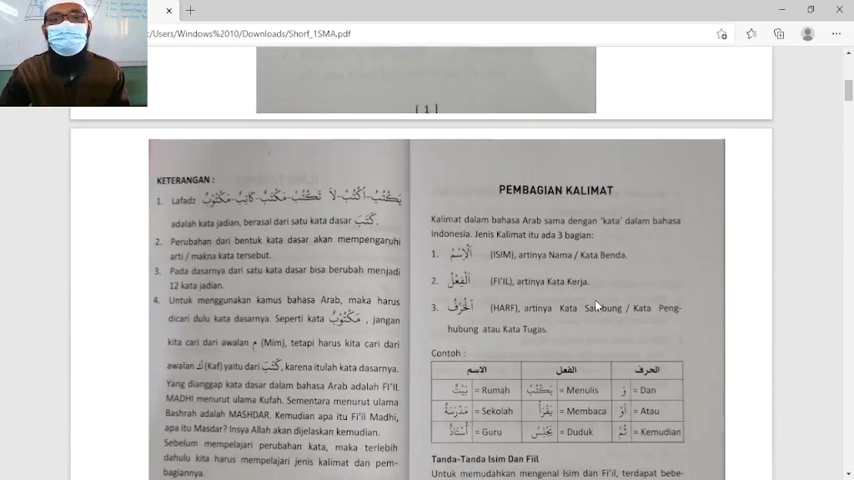 /Users/Windows%2010/Downloads/Shorf_1SMA.pdf
[1]
KETERANGAN :
1. Lafadz يَكْتُبُ-اُكْتُبْ-لَا تَكْتُبْ-مَكْتَبٌ-كَاتِبٌ-مَكْتُوْبٌ
adalah kata jadian, berasal dari satu kata dasar كَتَبَ.
2. Perubahan dari bentuk kata dasar akan mempengaruhi
arti / makna kata tersebut.
3. Pada dasarnya dari satu kata dasar bisa berubah menjadi
12 kata jadian.
4. Untuk menggunakan kamus bahasa Arab, maka harus
dicari dulu kata dasarnya. Seperti kata مَكْتُوْبٌ , jangan
kita cari dari awalan م (Mim), tetapi harus kita cari dari
awalan ك (Kaf) yaitu dari كَتَبَ, karena itulah kata dasarnya.
Yang dianggap kata dasar dalam bahasa Arab adalah FI'IL
MADHI menurut ulama Kufah. Sementara menurut ulama
Bashrah adalah MASHDAR. Kemudian apa itu Fi'il Madhi,
apa itu Masdar? Insya Allah akan dijelaskan kemudian.
Sebelum mempelajari perubahan kata, maka terlebih
dahulu kita harus mempelajari jenis kalimat dan pem-
bagiannya.
PEMBAGIAN KALIMAT
Kalimat dalam bahasa Arab sama dengan 'kata' dalam bahasa
Indonesia. Jenis Kalimat itu ada 3 bagian:
1. اَلْاِسْمُ (ISIM), artinya Nama / Kata Benda.
2. اَلْفِعْلُ (FI'IL), artinya Kata Kerja.
3. اَلْحَرْفُ (HARF), artinya Kata Sambung / Kata Peng-
hubung atau Kata Tugas.
Contoh :
الاسم الفعل الحرف
بَيْتٌ = Rumah يَكْتُبُ = Menulis وَ = Dan
مَدْرَسَةٌ = Sekolah يَقْرَأُ = Membaca أَوْ = Atau
أُسْتَاذٌ = Guru يَجْلِسُ = Duduk ثُمَّ = Kemudian
Tanda-Tanda Isim Dan Fiil
Untuk memudahkan mengenal Isim dan Fi'il, terdapat bebe-